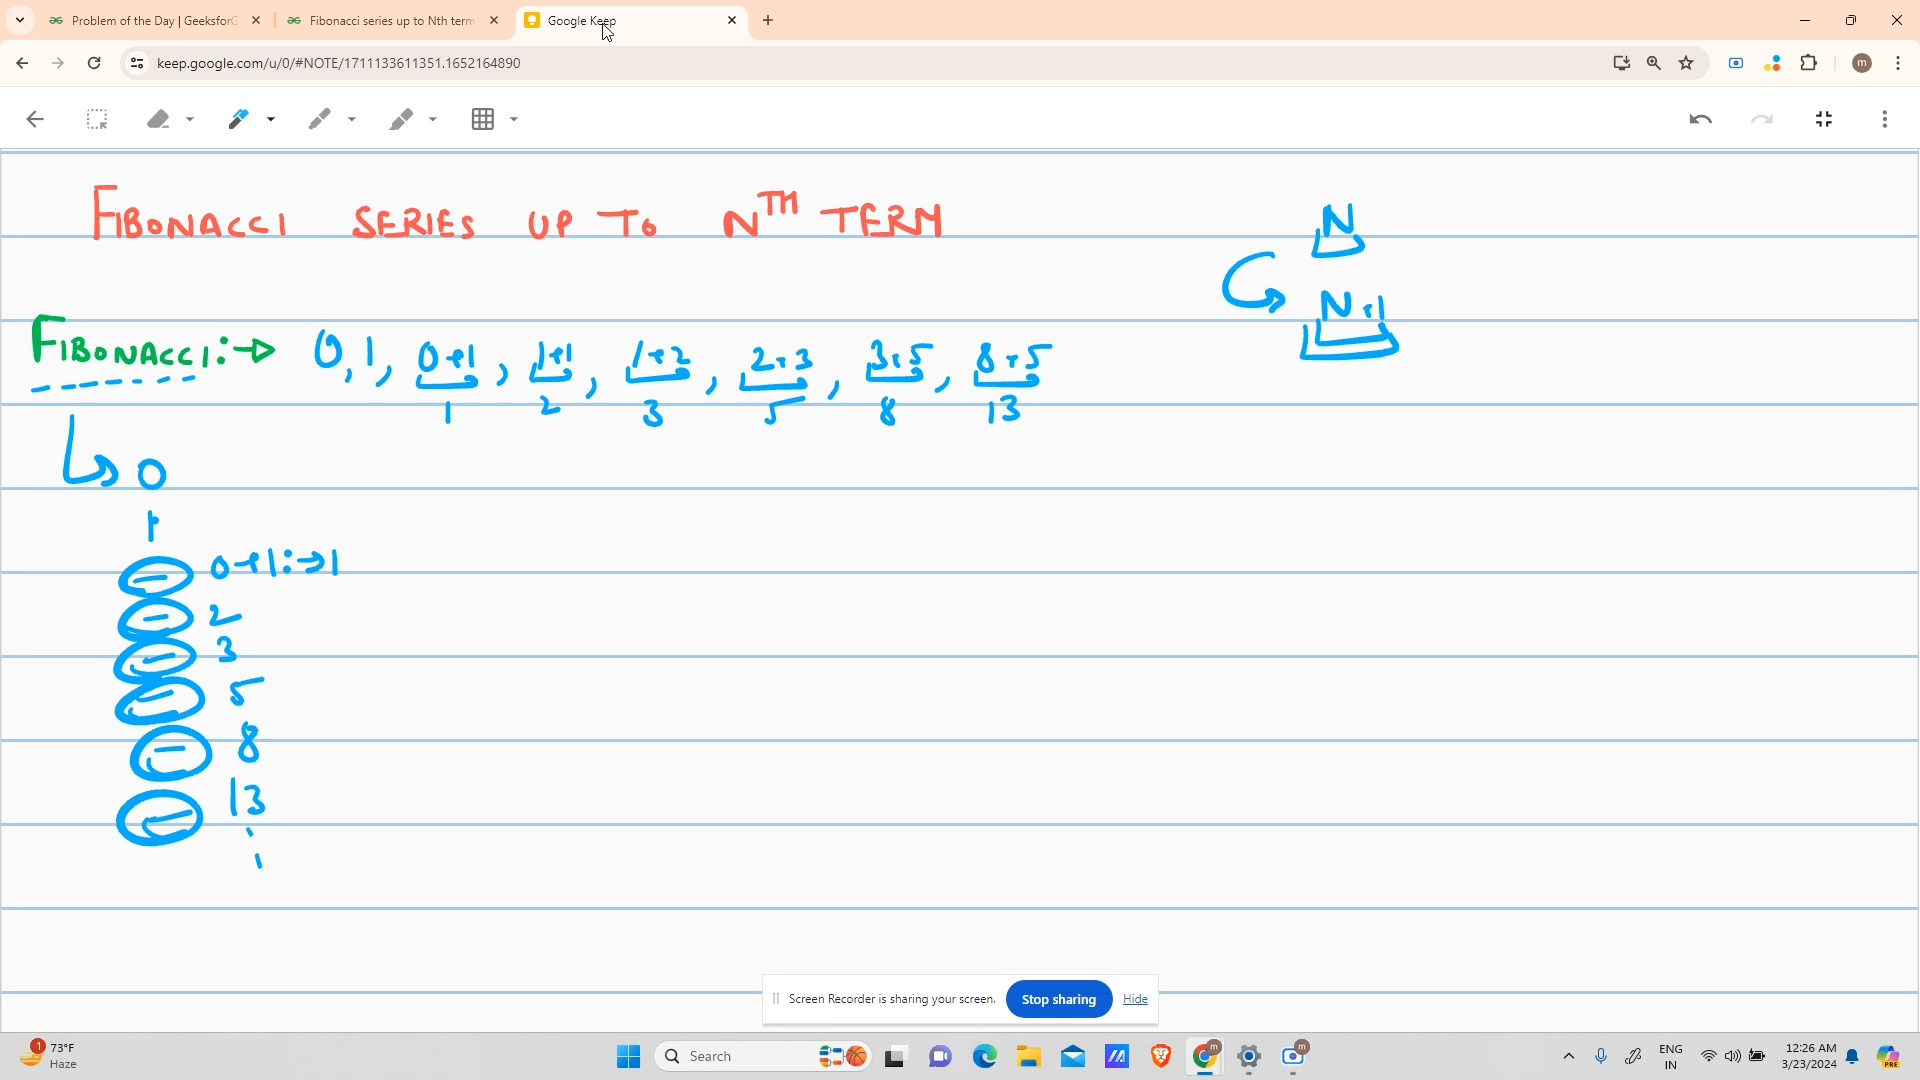 Problem of the Day | GeeksforG
Fibonacci series up to Nth term
Google Keep
keep.google.com/u/0/#NOTE/1711133611351.1652164890
m
FIBONACCI SERIES UP TO NTH TERM
N
N+1
FIBONACCI:→ 0, 1, 0+1, 1+1, 1+2, 2+3, 3+5, 8+5
1 2 3 5 8 13
0
1
0+1:→1
2
3
5
8
13
Screen Recorder is sharing your screen. Stop sharing Hide
1 73°F
Haze
Search
m
m
ENG
IN
12:26 AM
3/23/2024
PRE